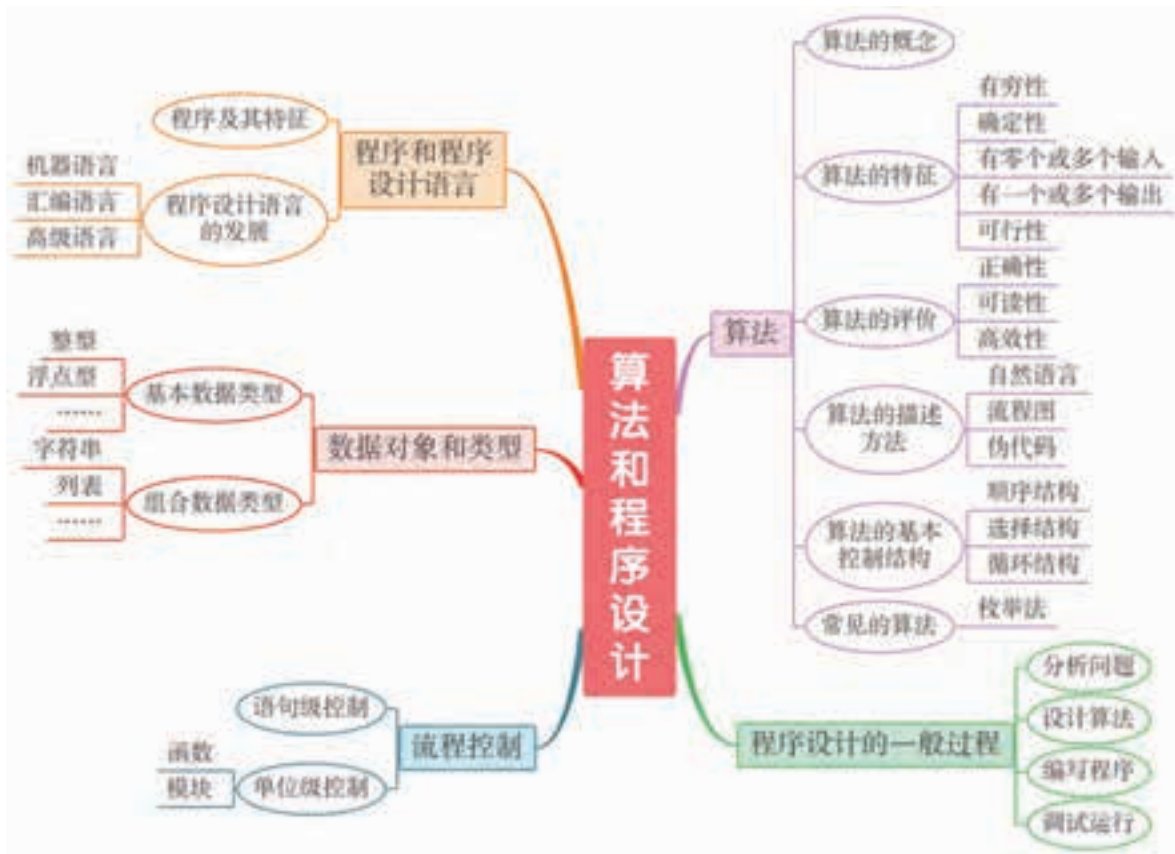 算法和程序设计
程序和程序
设计语言
程序及其特征
程序设计语言
的发展
机器语言
汇编语言
高级语言
数据对象和类型
基本数据类型
整型
浮点型
……
组合数据类型
字符串
列表
……
流程控制
语句级控制
单位级控制
函数
模块
算法
算法的概念
算法的特征
有穷性
确定性
有零个或多个输入
有一个或多个输出
可行性
算法的评价
正确性
可读性
高效性
算法的描述
方法
自然语言
流程图
伪代码
算法的基本
控制结构
顺序结构
选择结构
循环结构
常见的算法
枚举法
程序设计的一般过程
分析问题
设计算法
编写程序
调试运行